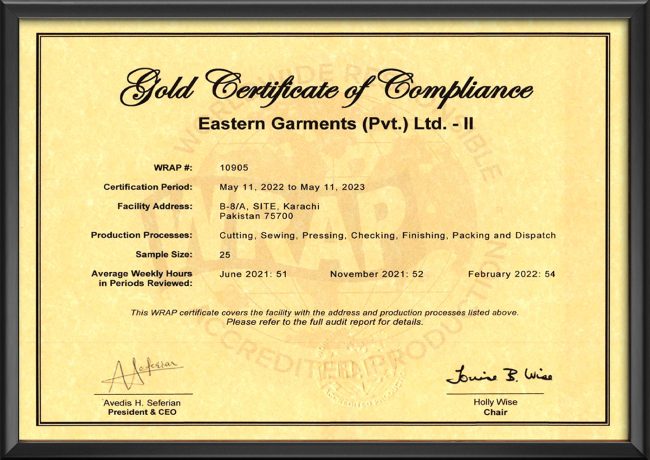 Gold Certificate of Compliance
Eastern Garments (Pvt.) Ltd. - II
WRAP #: 10905
Certification Period: May 11, 2022 to May 11, 2023
Facility Address: B-8/A, SITE, Karachi
Pakistan 75700
Production Processes: Cutting, Sewing, Pressing, Checking, Finishing, Packing and Dispatch
Sample Size: 25
Average Weekly Hours
in Periods Reviewed: June 2021: 51 November 2021: 52 February 2022: 54
This WRAP certificate covers the facility with the address and production processes listed above.
Please refer to the full audit report for details.
Avedis H. Seferian
President & CEO
Holly Wise
Chair
WRAP